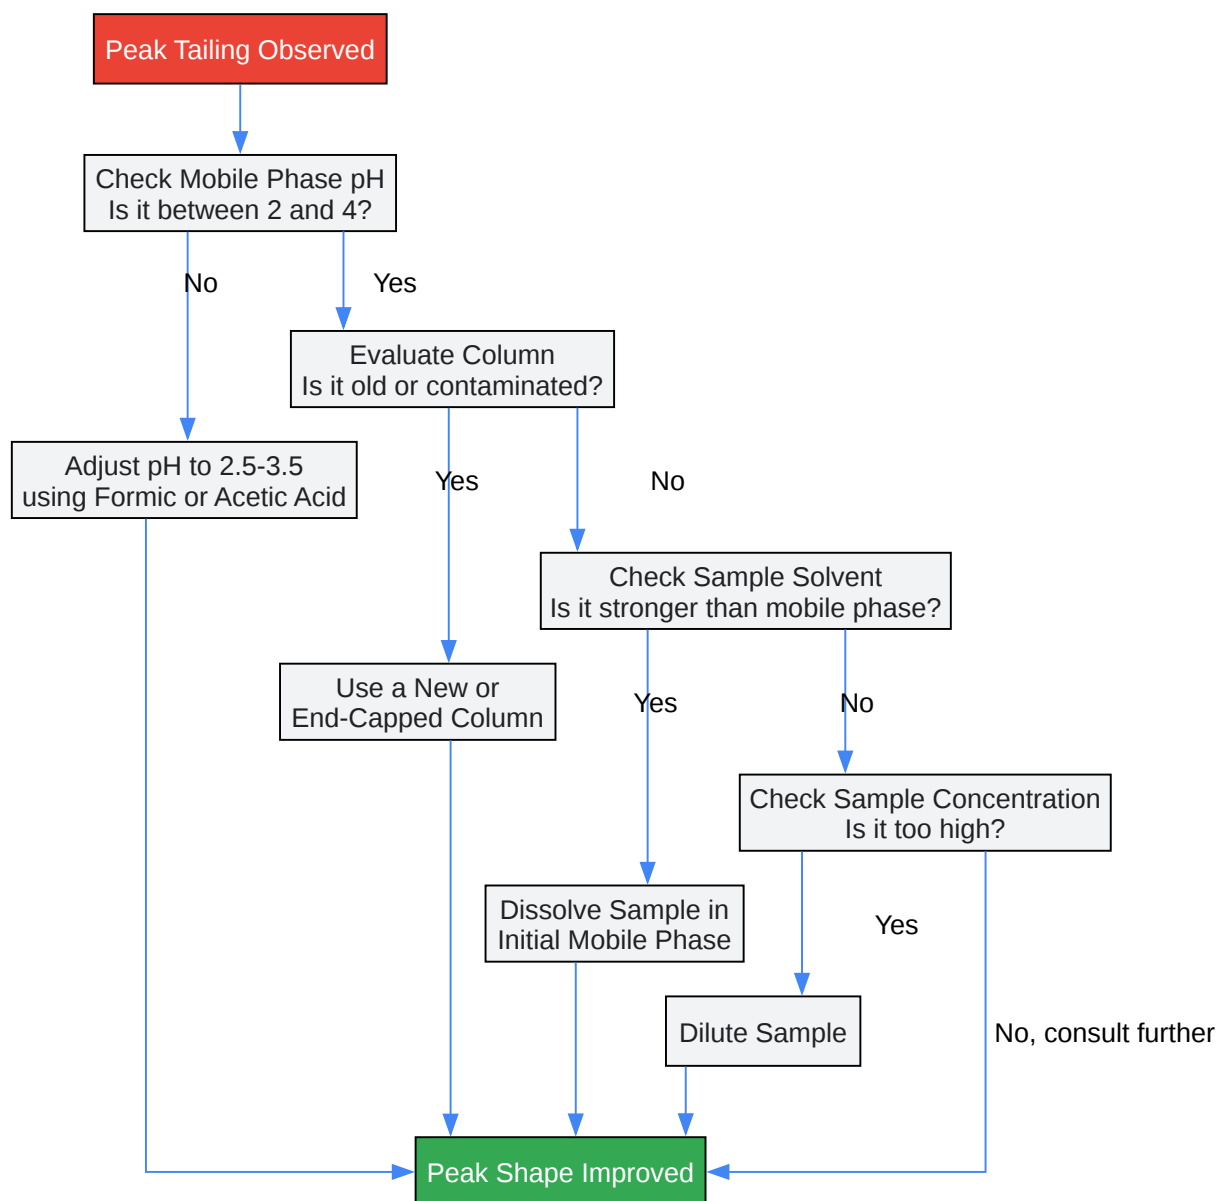 Peak Tailing Observed
Check Mobile Phase pH
Is it between 2 and 4?
No
Yes
Evaluate Column
Is it old or contaminated?
Adjust pH to 2.5-3.5
using Formic or Acetic Acid
Yes
No
Check Sample Solvent
Is it stronger than mobile phase?
Use a New or
End-Capped Column
Yes
No
Check Sample Concentration
Is it too high?
Dissolve Sample in
Initial Mobile Phase
Yes
Dilute Sample
No, consult further
Peak Shape Improved